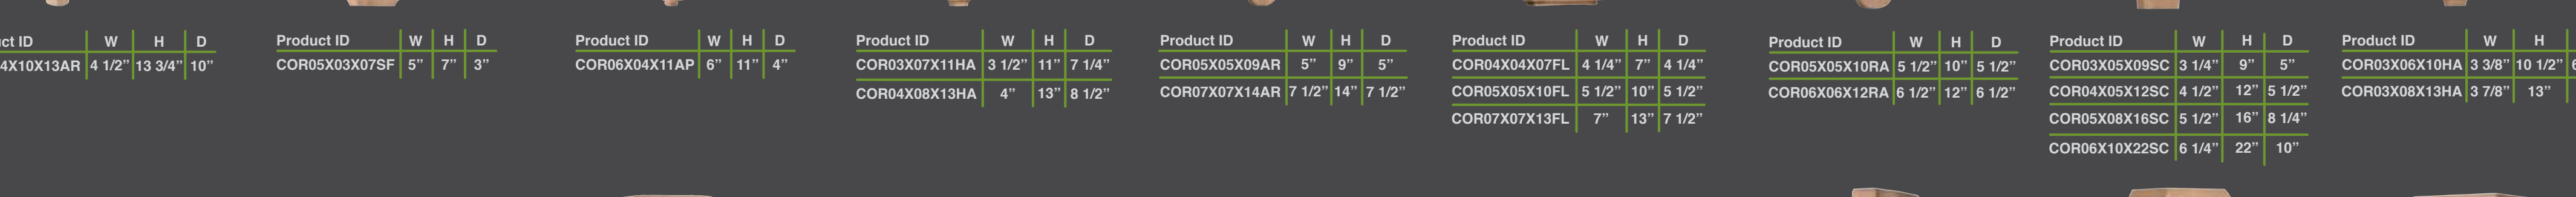 ct ID W H D
4X10X13AR 4 1/2” 13 3/4” 10”
Product ID W H D
COR05X03X07SF 5” 7” 3”
Product ID W H D
COR06X04X11AP 6” 11” 4”
Product ID W H D
COR03X07X11HA 3 1/2” 11” 7 1/4”
COR04X08X13HA 4” 13” 8 1/2”
Product ID W H D
COR05X05X09AR 5” 9” 5”
COR07X07X14AR 7 1/2” 14” 7 1/2”
Product ID W H D
COR04X04X07FL 4 1/4” 7” 4 1/4”
COR05X05X10FL 5 1/2” 10” 5 1/2”
COR07X07X13FL 7” 13” 7 1/2”
Product ID W H D
COR05X05X10RA 5 1/2” 10” 5 1/2”
COR06X06X12RA 6 1/2” 12” 6 1/2”
Product ID W H D
COR03X05X09SC 3 1/4” 9” 5”
COR04X05X12SC 4 1/2” 12” 5 1/2”
COR05X08X16SC 5 1/2” 16” 8 1/4”
COR06X10X22SC 6 1/4” 22” 10”
Product ID W H
COR03X06X10HA 3 3/8” 10 1/2” 6
COR03X08X13HA 3 7/8” 13”